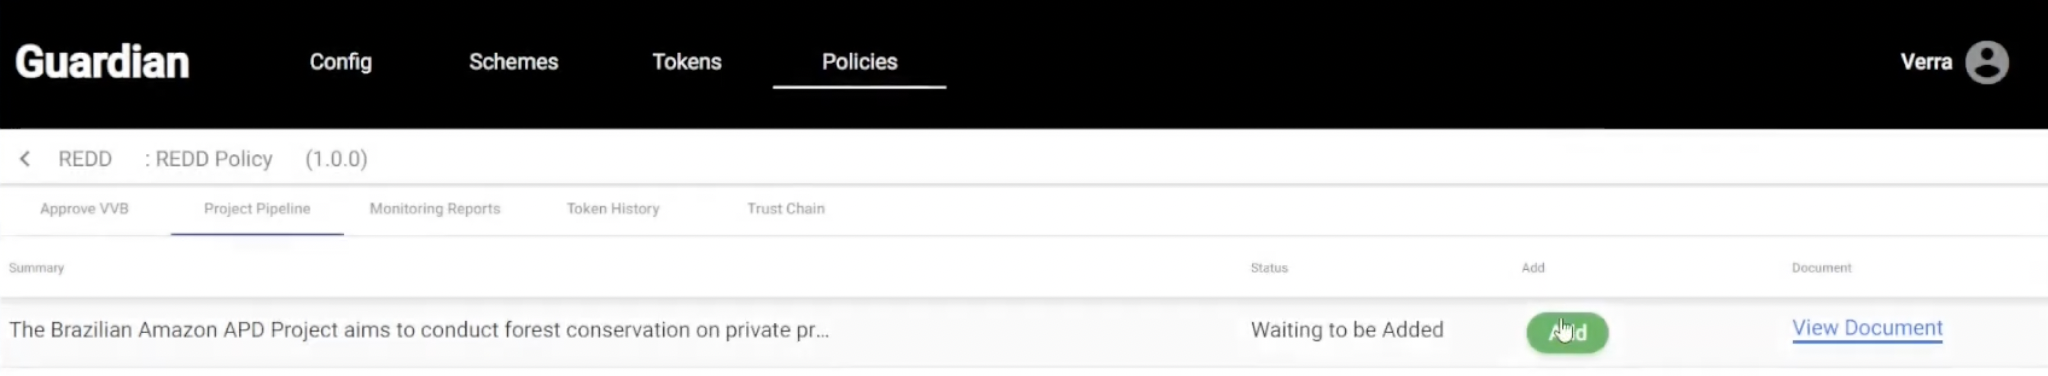 Guardian Config Schemes Tokens Policies Verra
< REDD : REDD Policy (1.0.0)
Approve VVB Project Pipeline Monitoring Reports Token History Trust Chain
Summary Status Add Document
The Brazilian Amazon APD Project aims to conduct forest conservation on private pr... Waiting to be Added Add View Document